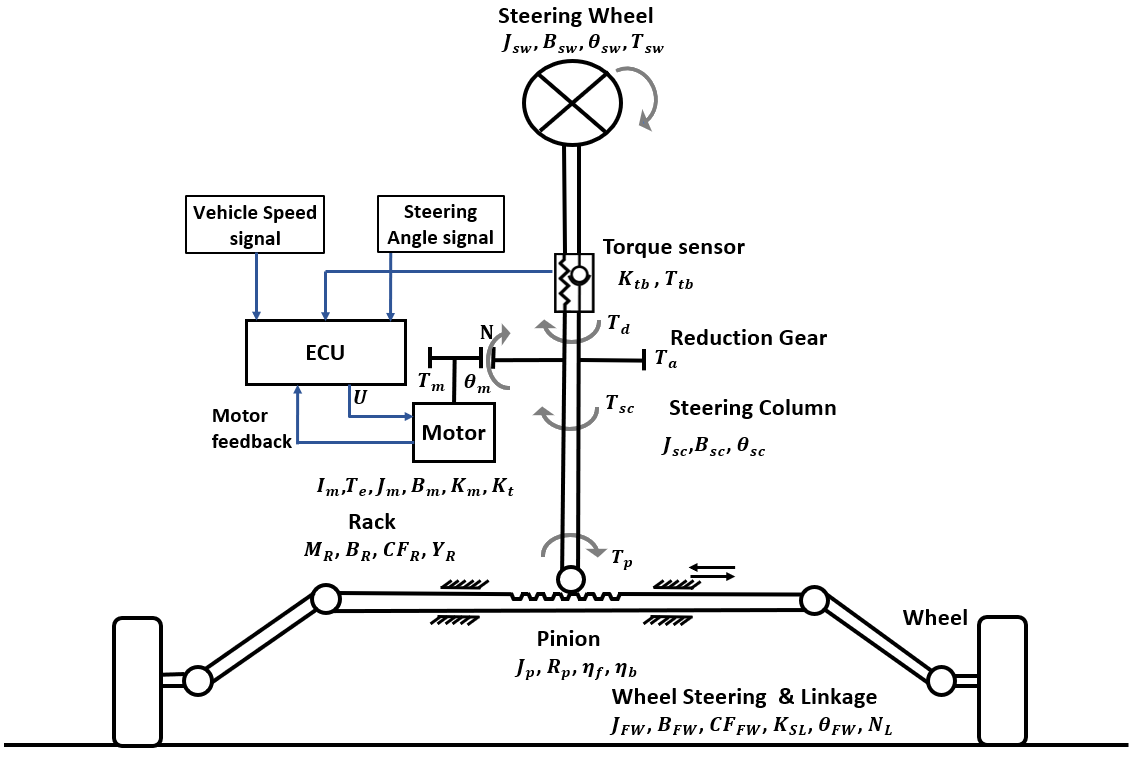 Steering Wheel
J_sw, B_sw, θ_sw, T_sw
Vehicle Speed
signal
Steering
Angle signal
Torque sensor
K_tb , T_tb
T_d
N
Reduction Gear
ECU
T_a
T_m
θ_m
U
T_sc
Steering Column
Motor
feedback
Motor
J_sc,B_sc, θ_sc
I_m,T_e, J_m, B_m, K_m, K_t
Rack
M_R, B_R, CF_R, Y_R
T_p
Wheel
Pinion
J_p, R_p, η_f, η_b
Wheel Steering & Linkage
J_FW, B_FW, CF_FW, K_SL, θ_FW, N_L